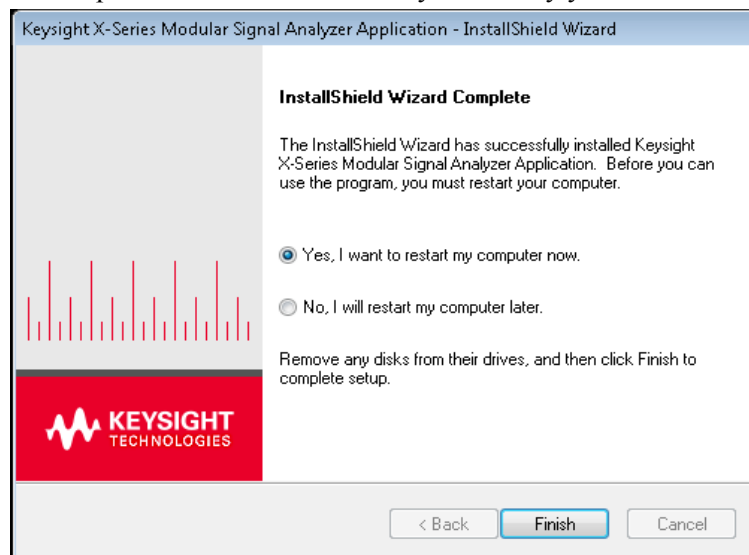 Keysight X-Series Modular Signal Analyzer Application - InstallShield Wizard
InstallShield Wizard Complete
The InstallShield Wizard has successfully installed Keysight
X-Series Modular Signal Analyzer Application.  Before you can
use the program, you must restart your computer.
Yes, I want to restart my computer now.
No, I will restart my computer later.
Remove any disks from their drives, and then click Finish to
complete setup.
KEYSIGHT
TECHNOLOGIES
< Back
Finish
Cancel